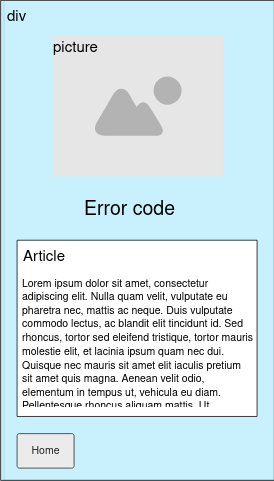 div
picture
Error code
Article
Lorem ipsum dolor sit amet, consectetur
adipiscing elit. Nulla quam velit, vulputate eu
pharetra nec, mattis ac neque. Duis vulputate
commodo lectus, ac blandit elit tincidunt id. Sed
rhoncus, tortor sed eleifend tristique, tortor mauris
molestie elit, et lacinia ipsum quam nec dui.
Quisque nec mauris sit amet elit iaculis pretium
sit amet quis magna. Aenean velit odio,
elementum in tempus ut, vehicula eu diam.
Pellentesque rhoncus aliquam mattis. Ut
Home